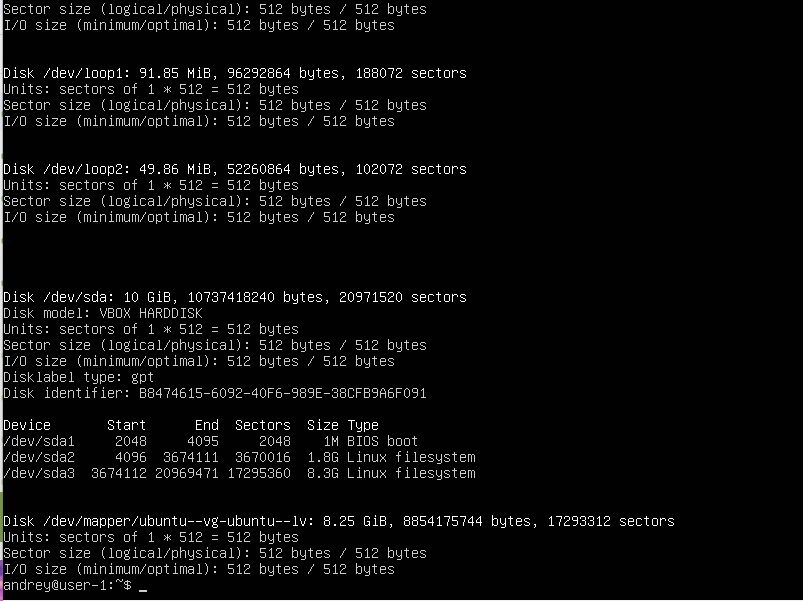 Sector size (logical/physical): 512 bytes / 512 bytes
I/O size (minimum/optimal): 512 bytes / 512 bytes
Disk /dev/loop1: 91.85 MiB, 96292864 bytes, 188072 sectors
Units: sectors of 1 * 512 = 512 bytes
Sector size (logical/physical): 512 bytes / 512 bytes
I/O size (minimum/optimal): 512 bytes / 512 bytes
Disk /dev/loop2: 49.86 MiB, 52260864 bytes, 102072 sectors
Units: sectors of 1 * 512 = 512 bytes
Sector size (logical/physical): 512 bytes / 512 bytes
I/O size (minimum/optimal): 512 bytes / 512 bytes
Disk /dev/sda: 10 GiB, 10737418240 bytes, 20971520 sectors
Disk model: VBOX HARDDISK
Units: sectors of 1 * 512 = 512 bytes
Sector size (logical/physical): 512 bytes / 512 bytes
I/O size (minimum/optimal): 512 bytes / 512 bytes
Disklabel type: gpt
Disk identifier: B8474615-6092-40F6-989E-38CFB9A6F091
Device       Start      End  Sectors  Size Type
/dev/sda1     2048     4095     2048    1M BIOS boot
/dev/sda2     4096  3674111  3670016  1.8G Linux filesystem
/dev/sda3  3674112 20969471 17295360  8.3G Linux filesystem
Disk /dev/mapper/ubuntu--vg-ubuntu--lv: 8.25 GiB, 8854175744 bytes, 17293312 sectors
Units: sectors of 1 * 512 = 512 bytes
Sector size (logical/physical): 512 bytes / 512 bytes
I/O size (minimum/optimal): 512 bytes / 512 bytes
andrey@user-1:~$ _